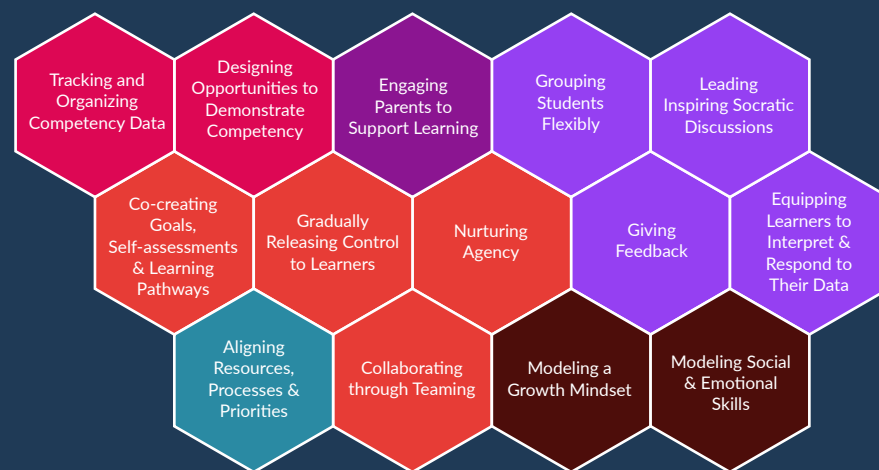 Tracking and
Organizing
Competency Data
Designing
Opportunities to
Demonstrate
Competency
Engaging
Parents to
Support Learning
Grouping
Students
Flexibly
Leading
Inspiring Socratic
Discussions
Co-creating
Goals,
Self-assessments
& Learning
Pathways
Gradually
Releasing Control
to Learners
Nurturing
Agency
Giving
Feedback
Equipping
Learners to
Interpret &
Respond to
Their Data
Aligning
Resources,
Processes &
Priorities
Collaborating
through Teaming
Modeling a
Growth Mindset
Modeling Social
& Emotional
Skills